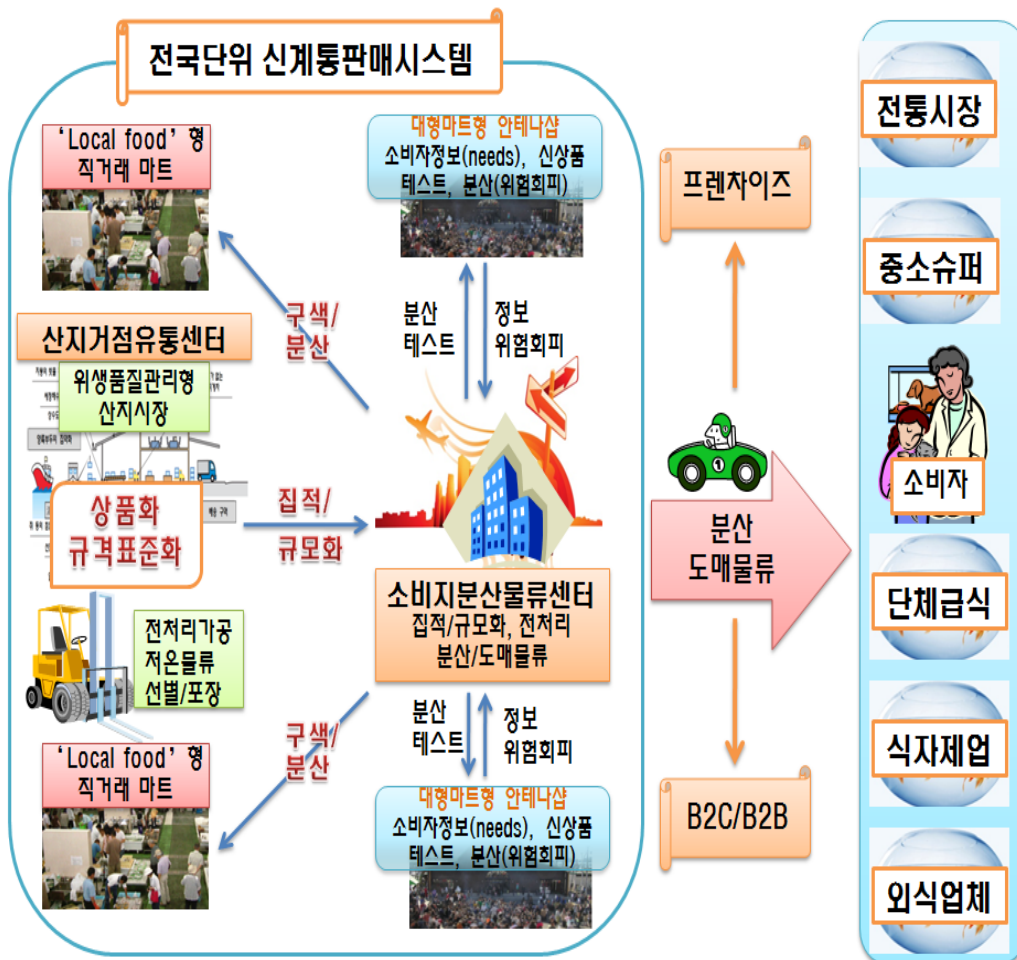 전국단위 신계통판매시스템
‘Local food’형
직거래 마트
대형마트형 안테나샵
소비자정보(needs), 신상품
테스트, 분산(위험회피)
구색/
분산
분산
테스트
정보
위험회피
산지거점유통센터
위생품질관리형
산지시장
상품화
규격표준화
집적/
규모화
소비지분산물류센터
집적/규모화, 전처리
분산/도매물류
전처리가공
저온물류
선별/포장
구색/
분산
분산
테스트
정보
위험회피
‘Local food’형
직거래 마트
대형마트형 안테나샵
소비자정보(needs), 신상품
테스트, 분산(위험회피)
프렌차이즈
1
분산
도매물류
B2C/B2B
전통시장
중소슈퍼
소비자
단체급식
식자제업
외식업체